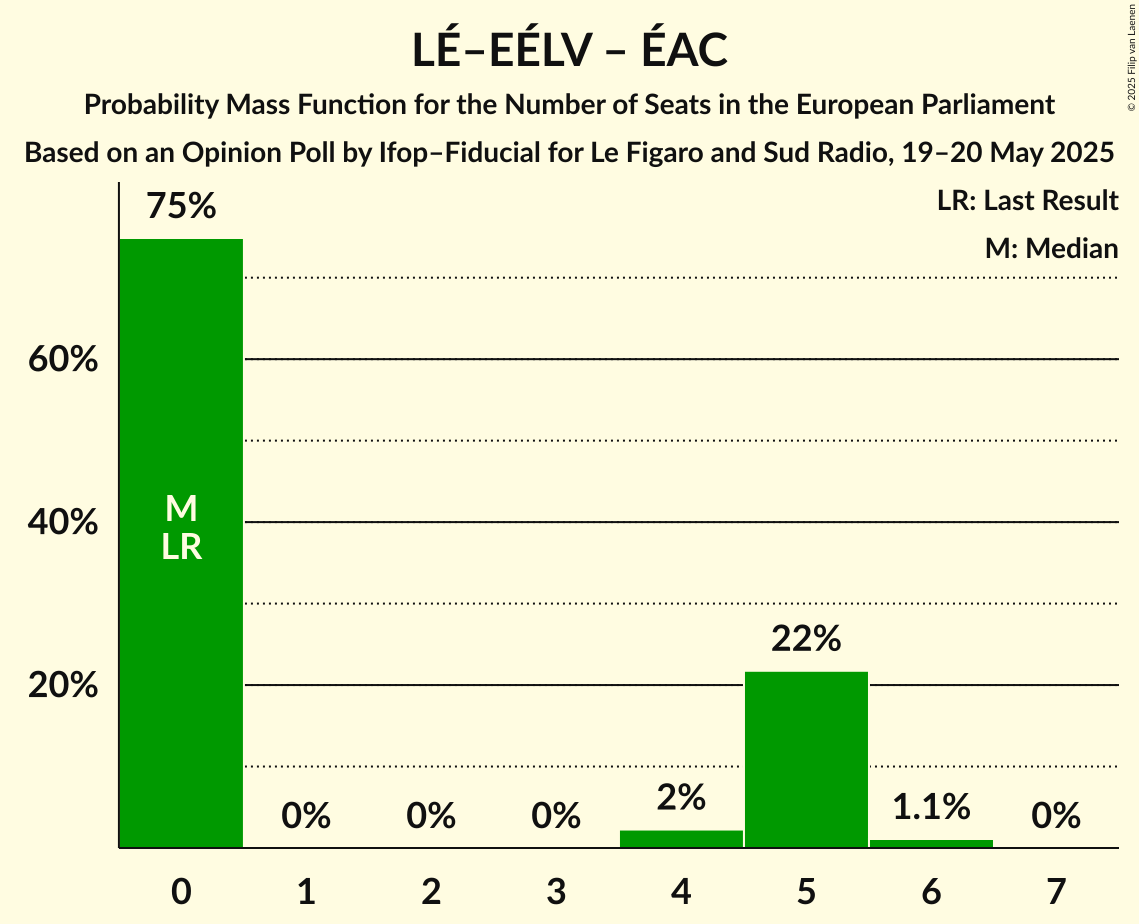 LÉ–EÉLV – ÉAC
Probability Mass Function for the Number of Seats in the European Parliament
Based on an Opinion Poll by Ifop–Fiducial for Le Figaro and Sud Radio, 19–20 May 2025
© 2025 Filip van Laenen
LR: Last Result
M: Median
75%
60%
40%
20%
M
LR
0%
0%
0%
2%
22%
1.1%
0%
0
1
2
3
4
5
6
7